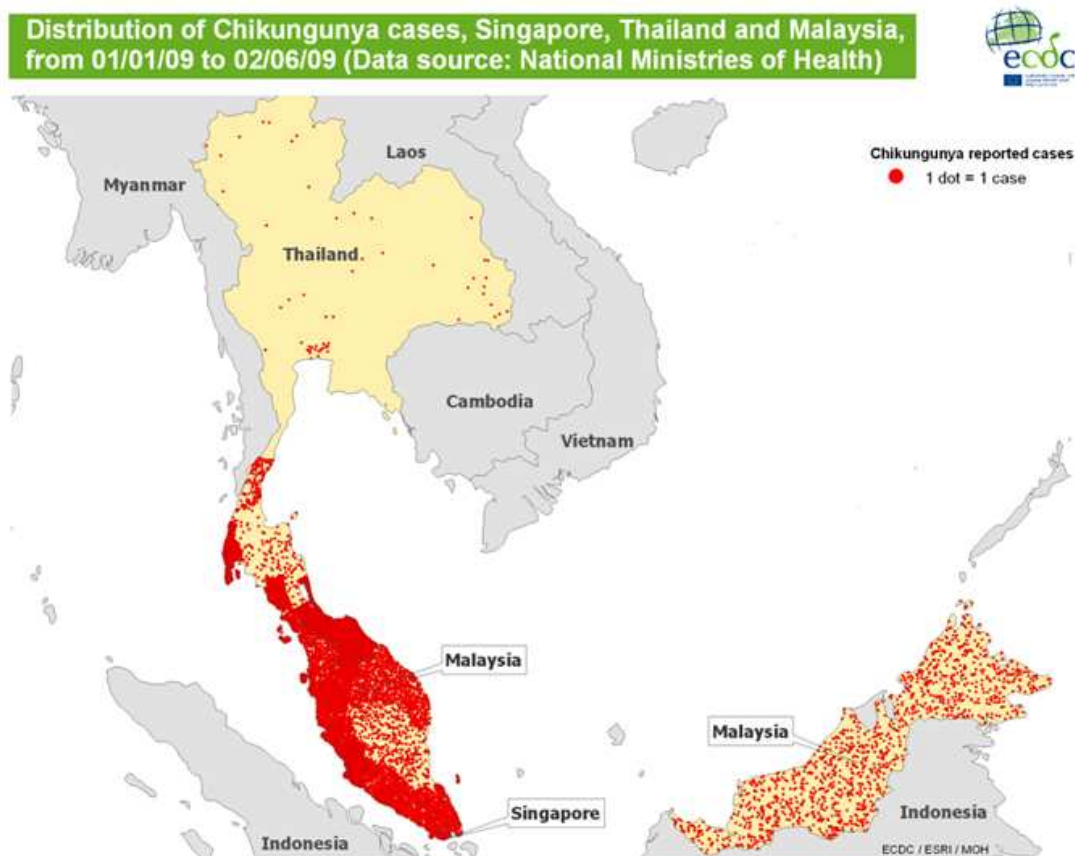 Distribution of Chikungunya cases, Singapore, Thailand and Malaysia,
from 01/01/09 to 02/06/09 (Data source: National Ministries of Health)
ecdc
Chikungunya reported cases
1 dot = 1 case
Laos
Myanmar
Thailand
Cambodia
Vietnam
Malaysia
Malaysia
Singapore
Indonesia
Indonesia
ECDC / ESRI / MOH